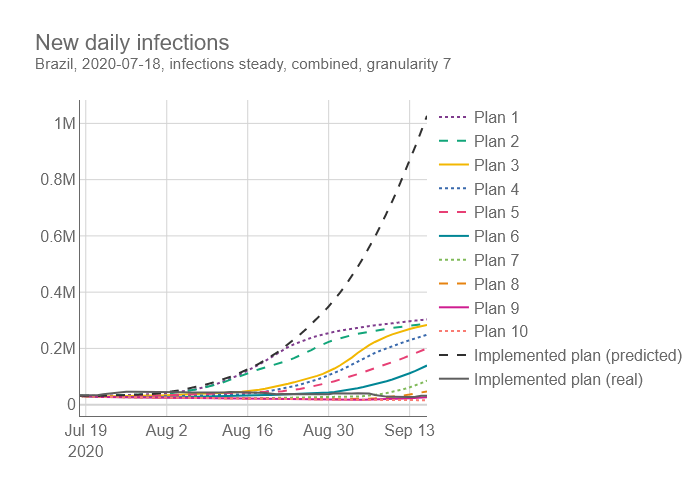 New daily infections
Brazil, 2020-07-18, infections steady, combined, granularity 7
1M
0.8M
0.6M
0.4M
0.2M
0
Jul 19
2020
Aug 2
Aug 16
Aug 30
Sep 13
Plan 1
Plan 2
Plan 3
Plan 4
Plan 5
Plan 6
Plan 7
Plan 8
Plan 9
Plan 10
Implemented plan (predicted)
Implemented plan (real)